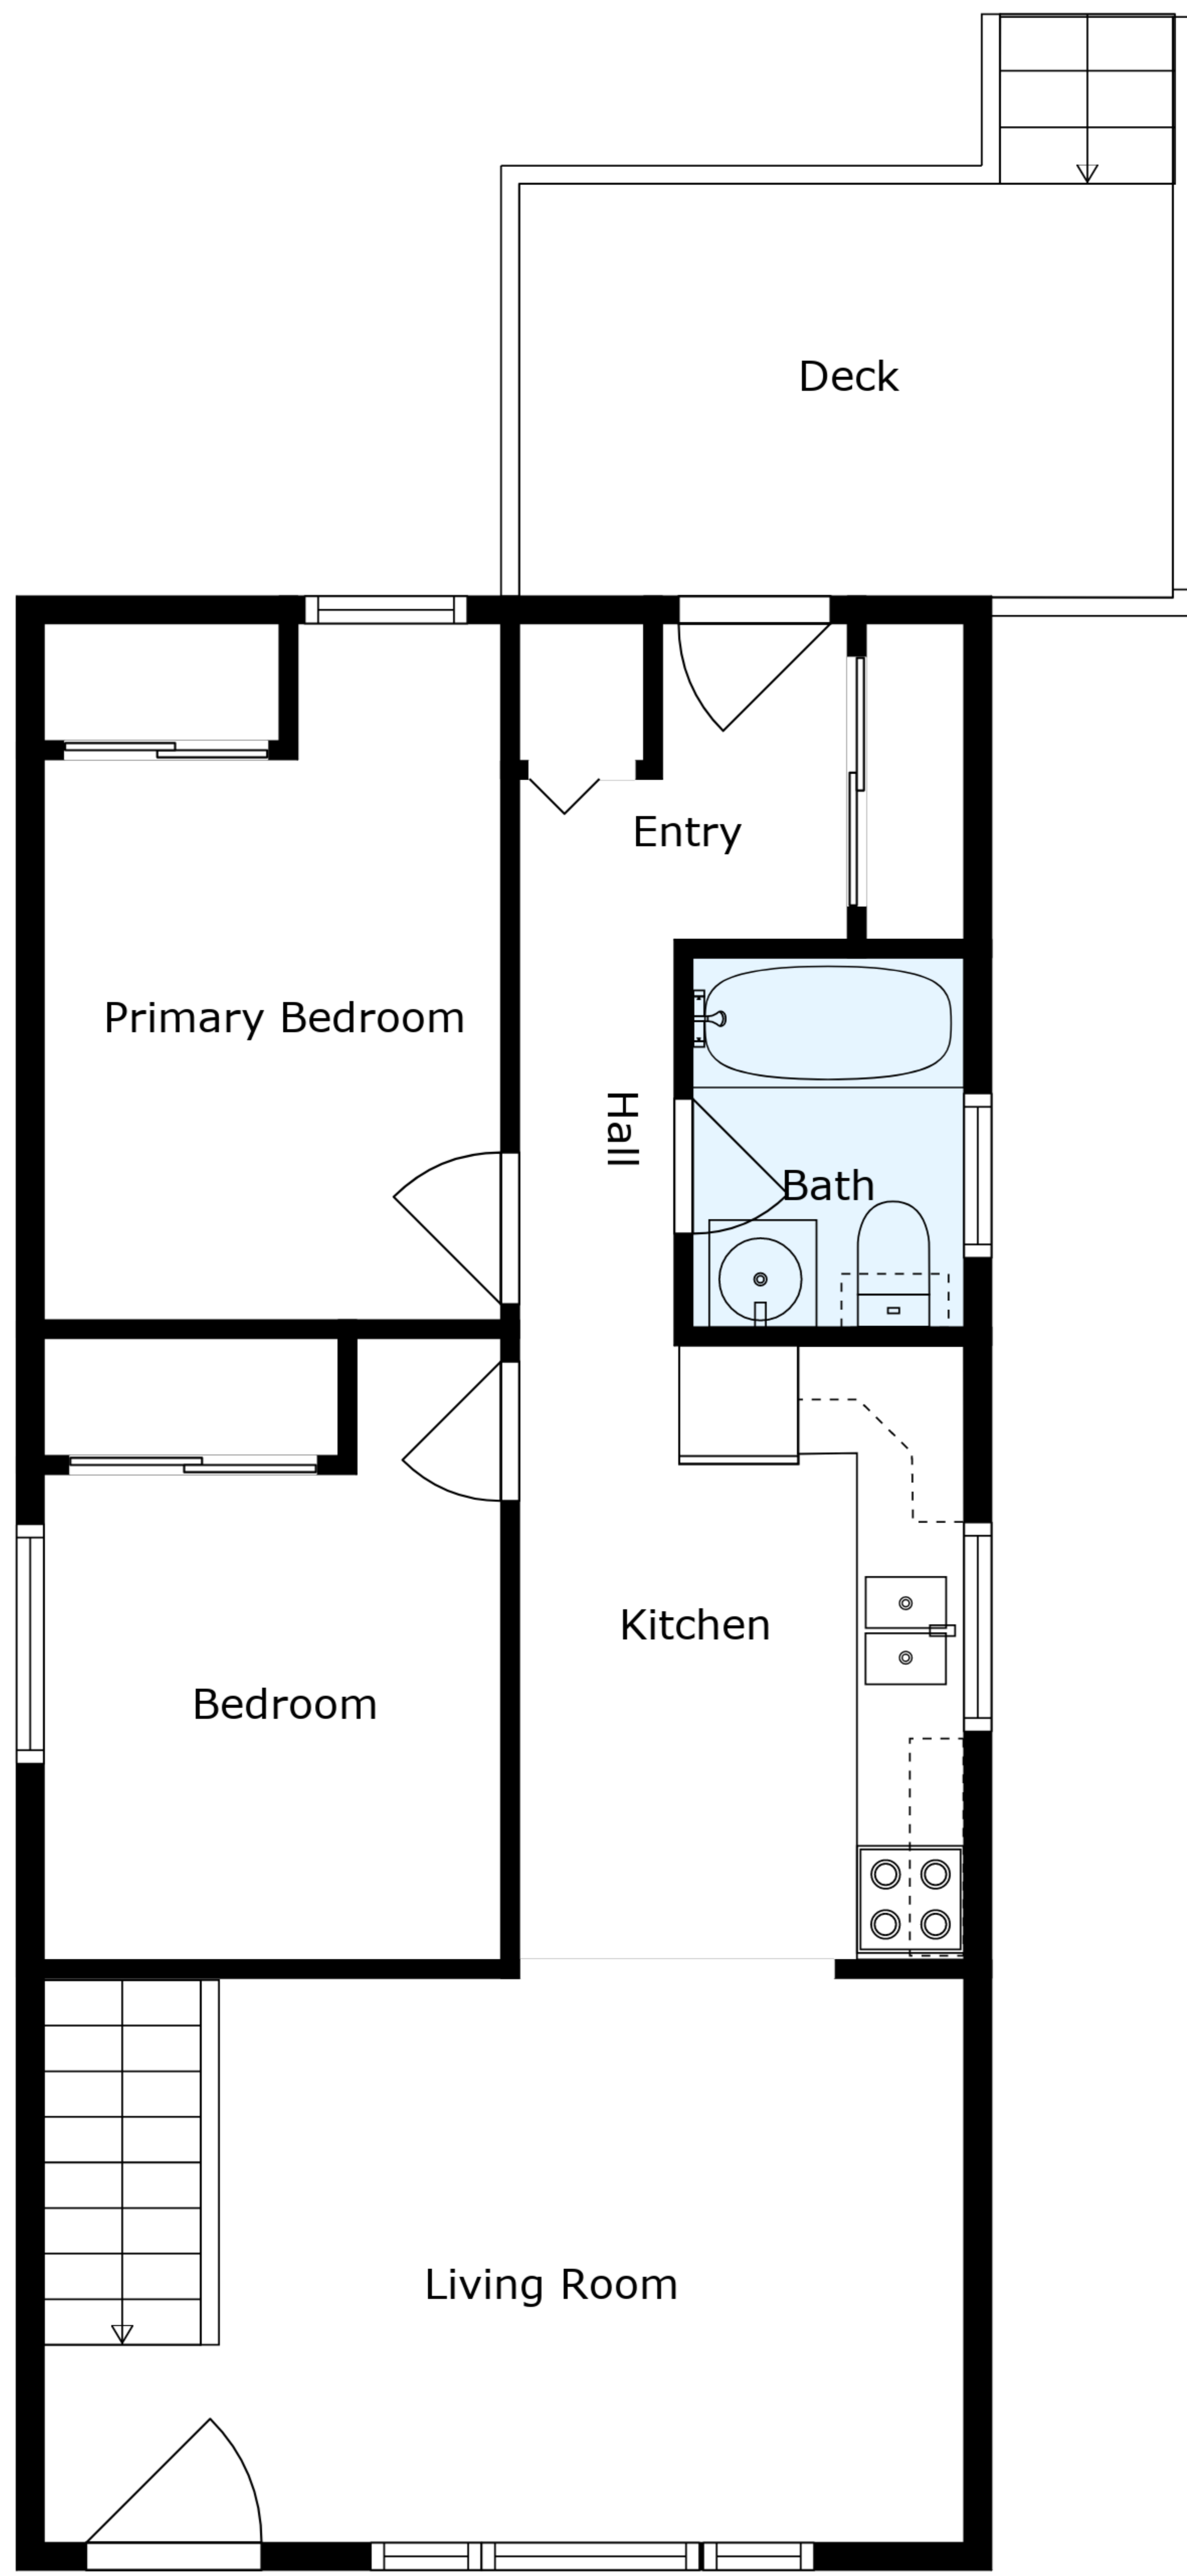 Deck
Entry
Primary Bedroom
Hall
Bath
Kitchen
Bedroom
Living Room